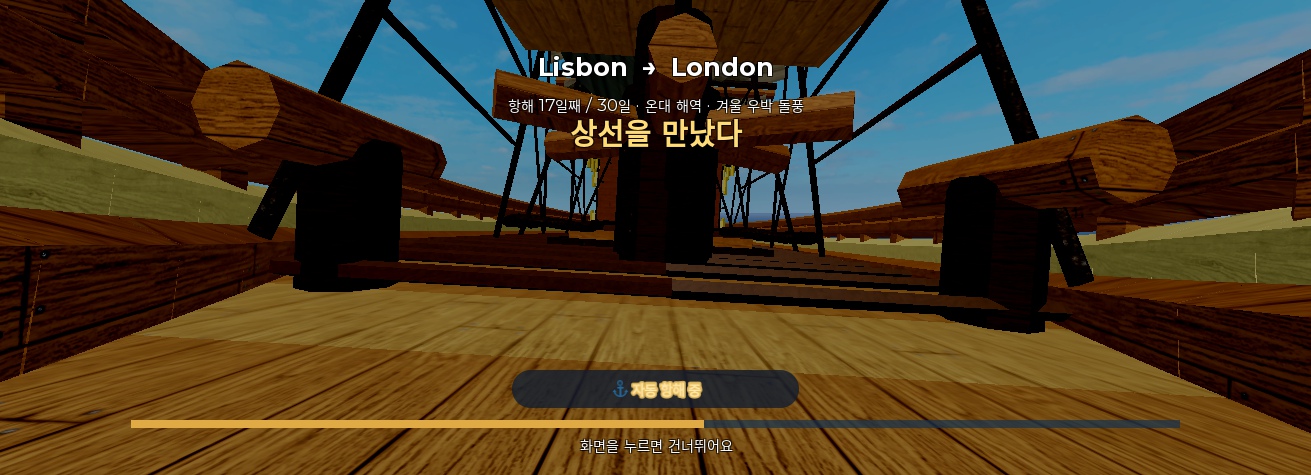 Lisbon → London
항해 17일째 / 30일 · 온대 해역 · 겨울 우박 돌풍
상선을 만났다
⚓ 자동 항해 중
화면을 누르면 건너뛰어요